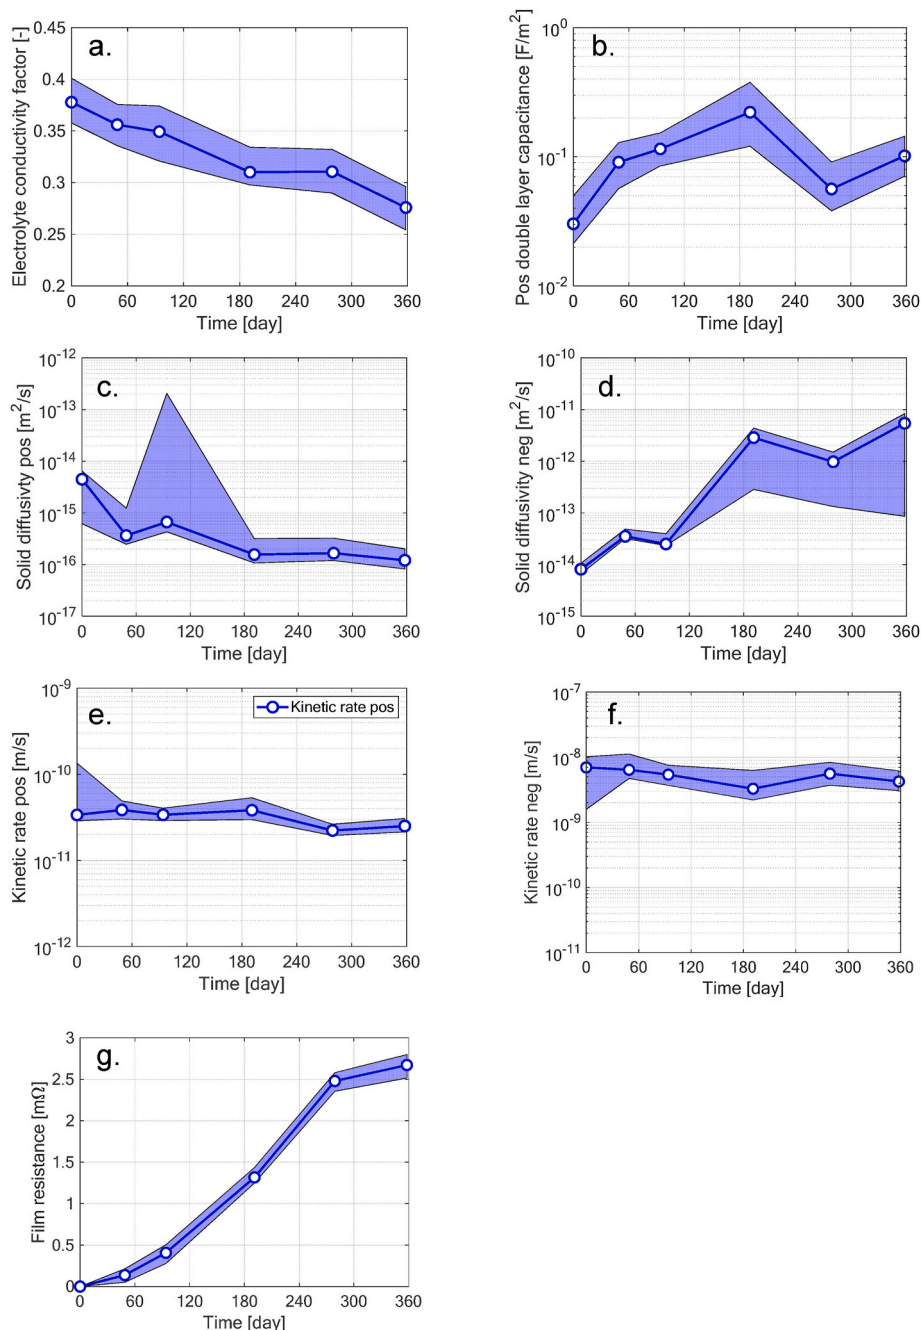 a.
Electrolyte conductivity factor [-]
0.45
0.4
0.35
0.3
0.25
0.2
0 60 120 180 240 300 360
Time [day]
b.
Pos double layer capacitance [F/m²]
10⁰
10⁻¹
10⁻²
0 60 120 180 240 300 360
Time [day]
c.
Solid diffusivty pos [m²/s]
10⁻¹²
10⁻¹³
10⁻¹⁴
10⁻¹⁵
10⁻¹⁶
10⁻¹⁷
0 60 120 180 240 300 360
Time [day]
d.
Solid diffusivity neg [m²/s]
10⁻¹⁰
10⁻¹¹
10⁻¹²
10⁻¹³
10⁻¹⁴
10⁻¹⁵
0 60 120 180 240 300 360
Time [day]
e.
Kinetic rate pos
Kinetic rate pos [m/s]
10⁻⁹
10⁻¹⁰
10⁻¹¹
10⁻¹²
0 60 120 180 240 300 360
Time [day]
f.
Kinetic rate neg [m/s]
10⁻⁷
10⁻⁸
10⁻⁹
10⁻¹⁰
10⁻¹¹
0 60 120 180 240 300 360
Time [day]
g.
Film resistance [mΩ]
3
2.5
2
1.5
1
0.5
0
0 60 120 180 240 300 360
Time [day]